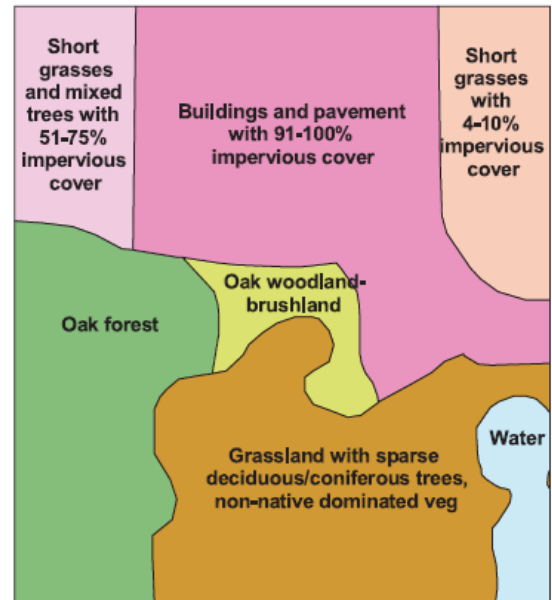 Short
grasses
and mixed
trees with
51-75%
impervious
cover
Buildings and pavement
with 91-100%
impervious cover
Short
grasses
with
4-10%
impervious
cover
Oak woodland-
brushland
Oak forest
Grassland with sparse
deciduous/coniferous trees,
non-native dominated veg
Water